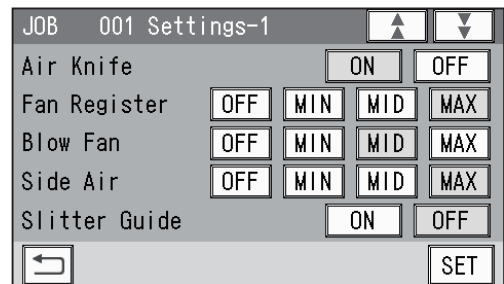 JOB 001 Settings-1
Air Knife ON OFF
Fan Register OFF MIN MID MAX
Blow Fan OFF MIN MID MAX
Side Air OFF MIN MID MAX
Slitter Guide ON OFF
SET